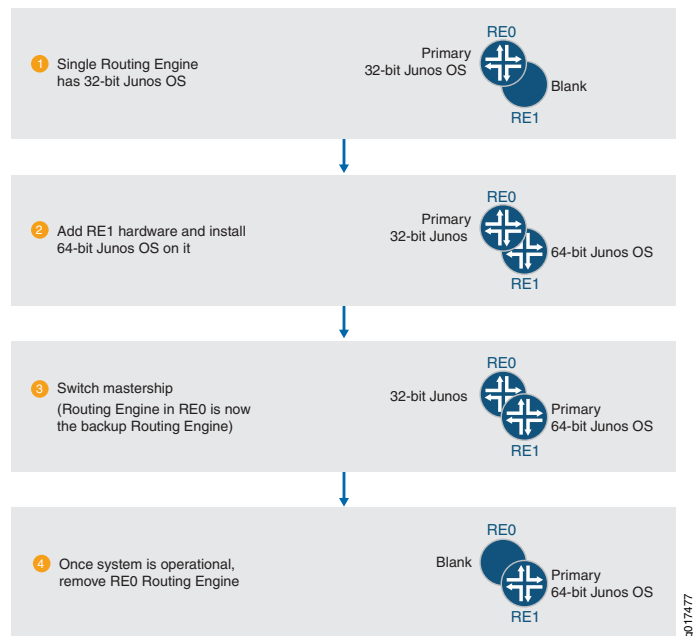 RE0
1 Single Routing Engine
has 32-bit Junos OS
Primary
32-bit Junos OS
Blank
RE1
RE0
2 Add RE1 hardware and install
64-bit Junos OS on it
Primary
32-bit Junos
64-bit Junos OS
RE1
RE0
3 Switch mastership
(Routing Engine in RE0 is now
the backup Routing Engine)
32-bit Junos
Primary
64-bit Junos OS
RE1
RE0
4 Once system is operational,
remove RE0 Routing Engine
Blank
Primary
64-bit Junos OS
RE1
g017477